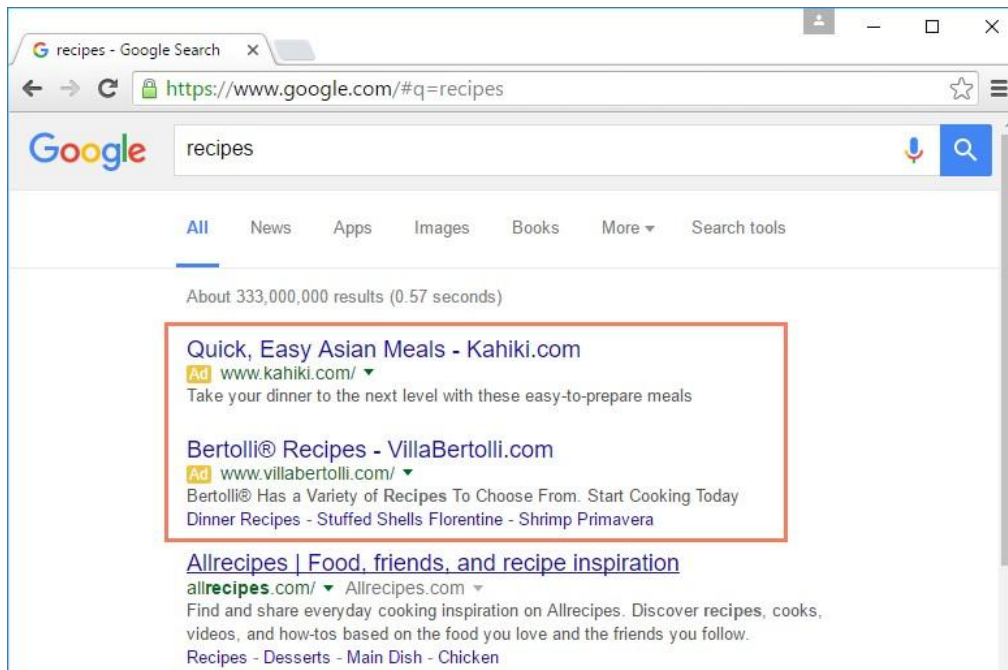 recipes - Google Search
https://www.google.com/#q=recipes
Google recipes
All News Apps Images Books More Search tools
About 333,000,000 results (0.57 seconds)
Quick, Easy Asian Meals - Kahiki.com
Ad www.kahiki.com/
Take your dinner to the next level with these easy-to-prepare meals
Bertolli® Recipes - VillaBertolli.com
Ad www.villabertolli.com/
Bertolli® Has a Variety of Recipes To Choose From. Start Cooking Today
Dinner Recipes - Stuffed Shells Florentine - Shrimp Primavera
Allrecipes | Food, friends, and recipe inspiration
allrecipes.com/ Allrecipes.com
Find and share everyday cooking inspiration on Allrecipes. Discover recipes, cooks,
videos, and how-tos based on the food you love and the friends you follow.
Recipes - Desserts - Main Dish - Chicken